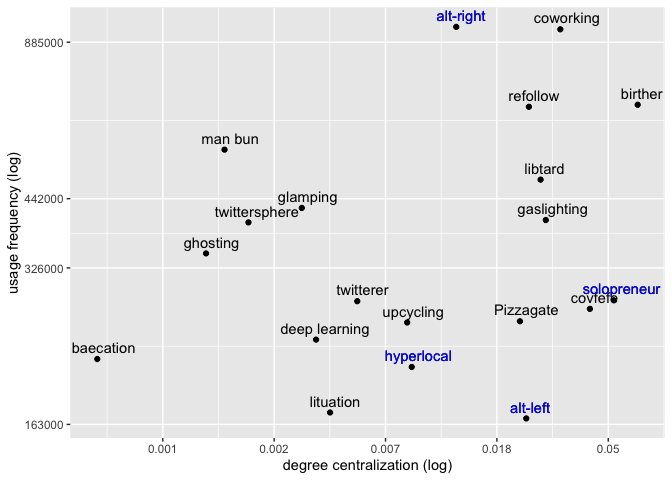 alt-right
coworking
885000
refollow
birther
man bun
libtard
442000
glamping
twittersphere
gaslighting
ghosting
326000
usage frequency (log)
twitterer
solopreneur
covfefe
upcycling
Pizzagate
deep learning
baecation
hyperlocal
lituation
alt-left
163000
0.001
0.002
0.007
0.018
0.05
degree centralization (log)